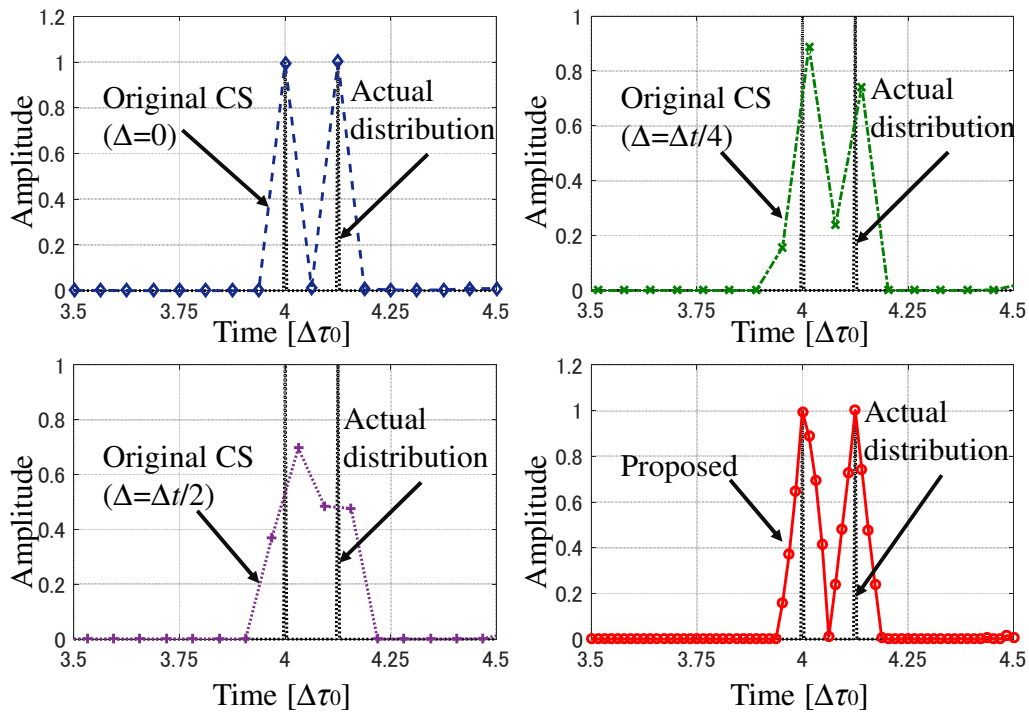 1.2
1
0.8
0.6
0.4
0.2
0
3.5
3.75
4
4.25
4.5
Amplitude
Time [Δτ0]
Original CS
(Δ=0)
Actual
distribution
1
0.8
0.6
0.4
0.2
0
3.5
3.75
4
4.25
4.5
Amplitude
Time [Δτ0]
Original CS
(Δ=Δt/4)
Actual
distribution
1
0.8
0.6
0.4
0.2
0
3.5
3.75
4
4.25
4.5
Amplitude
Time [Δτ0]
Original CS
(Δ=Δt/2)
Actual
distribution
1.2
1
0.8
0.6
0.4
0.2
0
3.5
3.75
4
4.25
4.5
Amplitude
Time [Δτ0]
Proposed
Actual
distribution